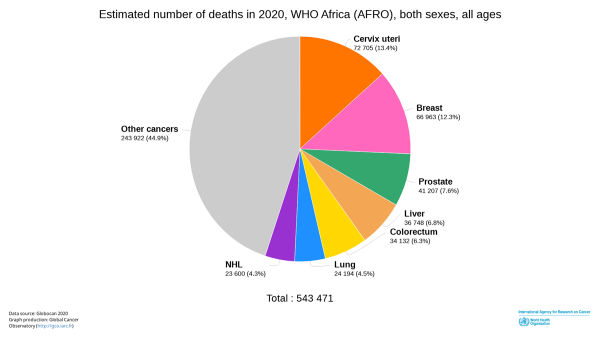 Estimated number of deaths in 2020, WHO Africa (AFRO), both sexes, all ages
Cervix uteri
72 705 (13.4%)
Breast
66 963 (12.3%)
Prostate
41 207 (7.6%)
Liver
36 748 (6.8%)
Colorectum
34 132 (6.3%)
Lung
24 194 (4.5%)
NHL
23 600 (4.3%)
Other cancers
243 922 (44.9%)
Total : 543 471
Data source: Globocan 2020
Graph production: Global Cancer
Observatory (http://gco.iarc.fr)
International Agency for Research on Cancer
World Health
Organization